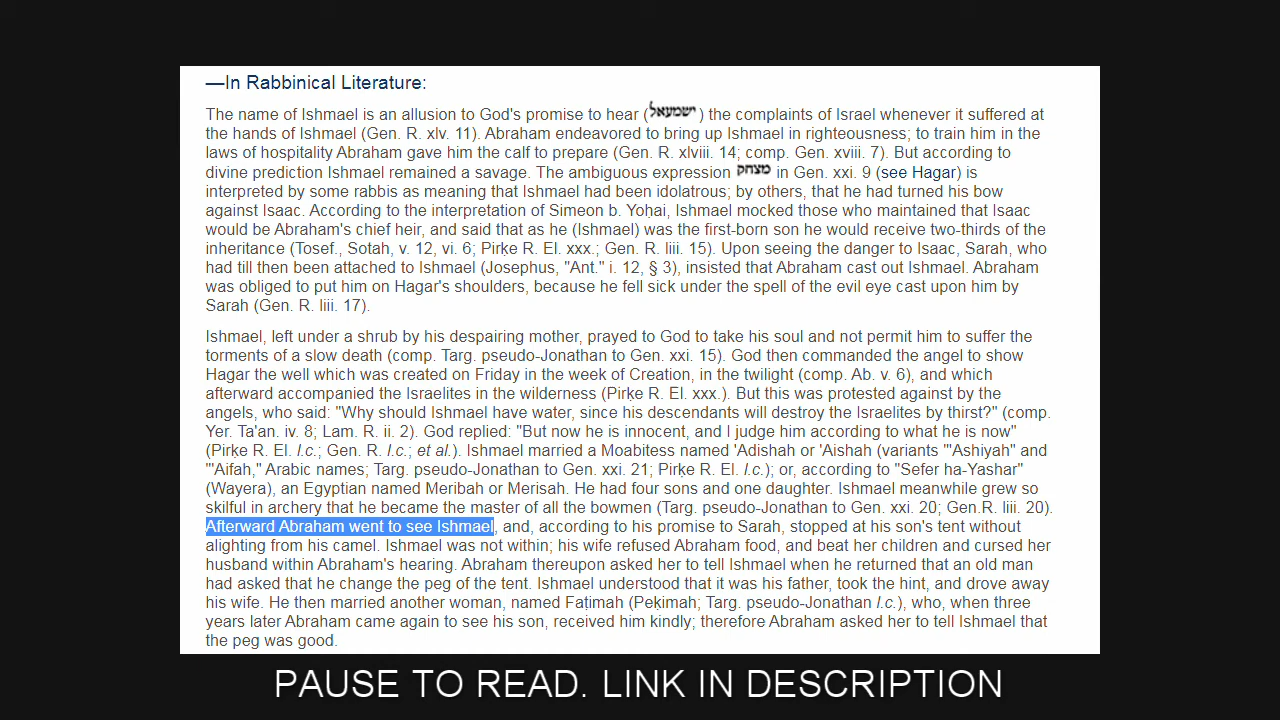 —In Rabbinical Literature:
The name of Ishmael is an allusion to God's promise to hear (ישמעאל) the complaints of Israel whenever it suffered at
the hands of Ishmael (Gen. R. xlv. 11). Abraham endeavored to bring up Ishmael in righteousness; to train him in the
laws of hospitality Abraham gave him the calf to prepare (Gen. R. xlviii. 14; comp. Gen. xviii. 7). But according to
divine prediction Ishmael remained a savage. The ambiguous expression מצחק in Gen. xxi. 9 (see Hagar) is
interpreted by some rabbis as meaning that Ishmael had been idolatrous; by others, that he had turned his bow
against Isaac. According to the interpretation of Simeon b. Yoḥai, Ishmael mocked those who maintained that Isaac
would be Abraham's chief heir, and said that as he (Ishmael) was the first-born son he would receive two-thirds of the
inheritance (Tosef., Sotah, v. 12, vi. 6; Pirḳe R. El. xxx.; Gen. R. liii. 15). Upon seeing the danger to Isaac, Sarah, who
had till then been attached to Ishmael (Josephus, "Ant." i. 12, § 3), insisted that Abraham cast out Ishmael. Abraham
was obliged to put him on Hagar's shoulders, because he fell sick under the spell of the evil eye cast upon him by
Sarah (Gen. R. liii. 17).
Ishmael, left under a shrub by his despairing mother, prayed to God to take his soul and not permit him to suffer the
torments of a slow death (comp. Targ. pseudo-Jonathan to Gen. xxi. 15). God then commanded the angel to show
Hagar the well which was created on Friday in the week of Creation, in the twilight (comp. Ab. v. 6), and which
afterward accompanied the Israelites in the wilderness (Pirḳe R. El. xxx.). But this was protested against by the
angels, who said: "Why should Ishmael have water, since his descendants will destroy the Israelites by thirst?" (comp.
Yer. Ta'an. iv. 8; Lam. R. ii. 2). God replied: "But now he is innocent, and I judge him according to what he is now"
(Pirḳe R. El. l.c.; Gen. R. l.c.; et al.). Ishmael married a Moabitess named 'Adishah or 'Aishah (variants "'Ashiyah" and
"'Aifah," Arabic names; Targ. pseudo-Jonathan to Gen. xxi. 21; Pirḳe R. El. l.c.); or, according to "Sefer ha-Yashar"
(Wayera), an Egyptian named Meribah or Merisah. He had four sons and one daughter. Ishmael meanwhile grew so
skilful in archery that he became the master of all the bowmen (Targ. pseudo-Jonathan to Gen. xxi. 20; Gen.R. liii. 20).
Afterward Abraham went to see Ishmael, and, according to his promise to Sarah, stopped at his son's tent without
alighting from his camel. Ishmael was not within; his wife refused Abraham food, and beat her children and cursed her
husband within Abraham's hearing. Abraham thereupon asked her to tell Ishmael when he returned that an old man
had asked that he change the peg of the tent. Ishmael understood that it was his father, took the hint, and drove away
his wife. He then married another woman, named Faṭimah (Peḳimah; Targ. pseudo-Jonathan l.c.), who, when three
years later Abraham came again to see his son, received him kindly; therefore Abraham asked her to tell Ishmael that
the peg was good.
PAUSE TO READ. LINK IN DESCRIPTION